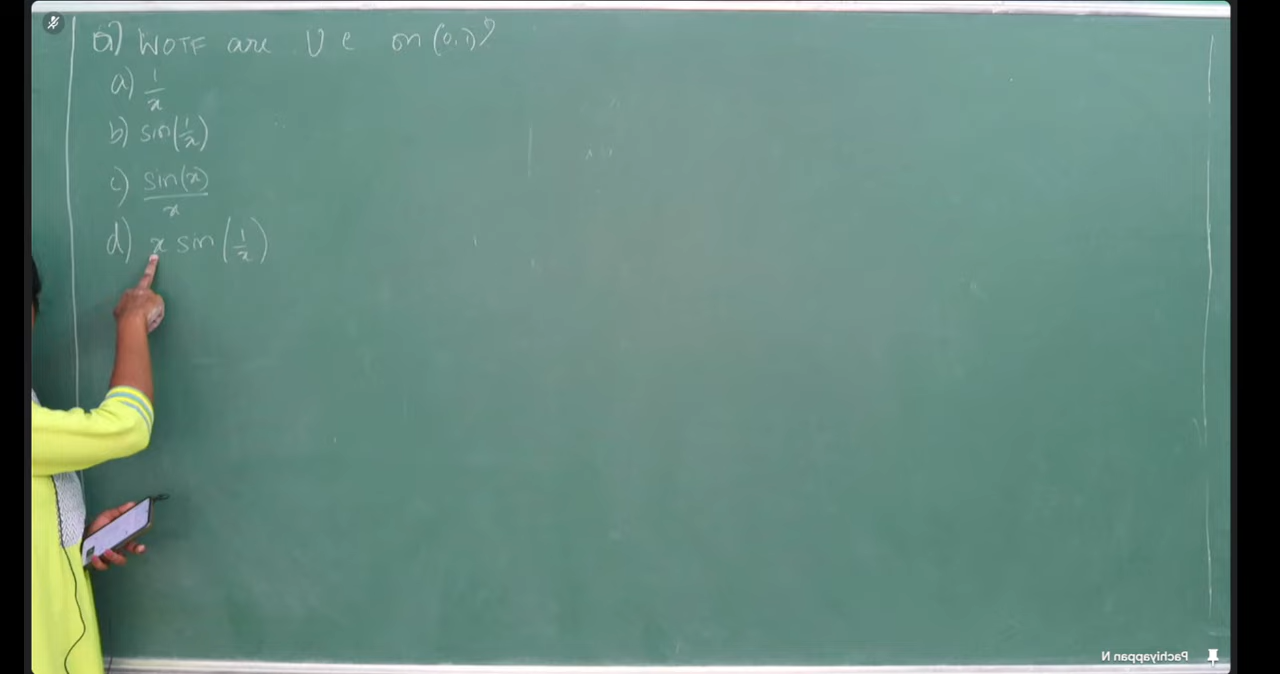 Q) WOTF are U C on (0,1)?
a) 1/x
b) sin(1/x)
c) sin(x)/x
d) x sin(1/x)
Pachiyappan N